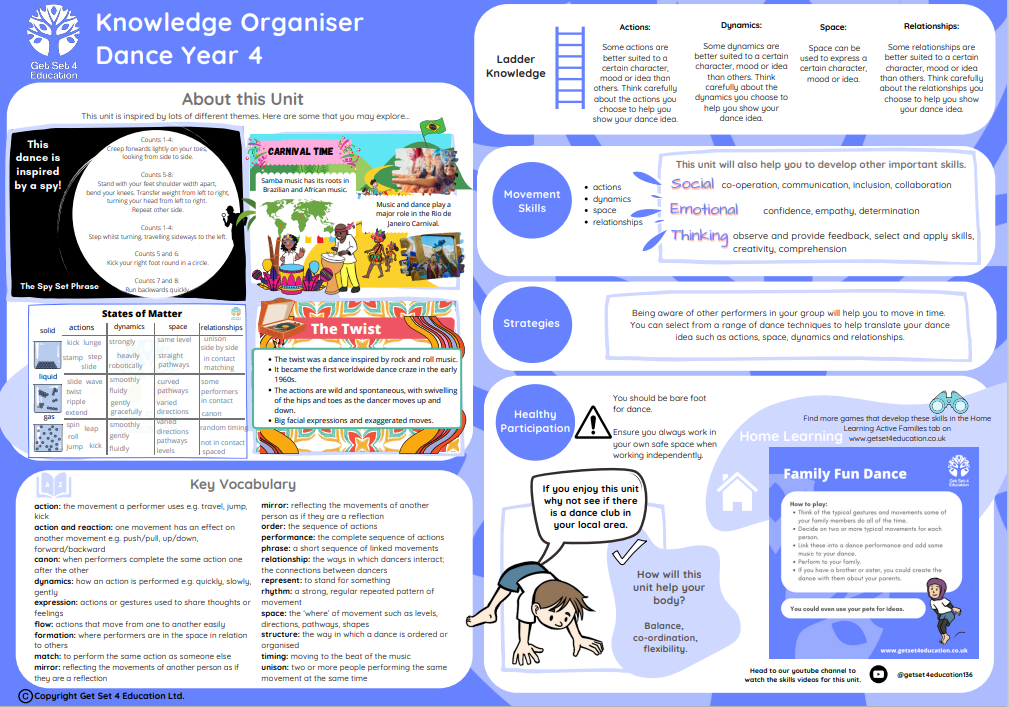 Knowledge Organiser
Dance Year 4
Get Set 4
Education
About this Unit
This unit is inspired by lots of different themes. Here are some that you may explore...
This
dance is
inspired
by a spy!
Counts 1-4:
Creep forwards lightly on your toes,
looking from side to side.
Counts 5-8:
Stand with your feet shoulder width apart,
bend your knees. Transfer weight from left to right,
turning your head from left to right.
Repeat other side.
Counts 1-4:
Step whilst turning, travelling sideways to the left.
Counts 5 and 6:
Kick your right foot round in a circle.
Counts 7 and 8:
Run backwards quickly.
The Spy Set Phrase
CARNIVAL TIME
Samba music has its roots in
Brazilian and African music.
Music and dance play a
major role in the Rio de
Janeiro Carnival.
States of Matter
actions dynamics space relationships
solid
kick lunge
stamp step
slide
strongly
heavily
robotically
same level
straight
pathways
unison
side by side
in contact
matching
liquid
slide wave
twist
ripple
extend
smoothly
fluidly
gently
gracefully
curved
pathways
varied
directions
some
performers
in contact
canon
gas
spin leap
roll
jump kick
smoothly
gently
fluidly
varied
directions
pathways
levels
random timing
not in contact
spaced
The Twist
• The twist was a dance inspired by rock and roll music.
• It became the first worldwide dance craze in the early
1960s.
• The actions are wild and spontaneous, with swivelling
of the hips and toes as the dancer moves up and
down.
• Big facial expressions and exaggerated moves.
Key Vocabulary
action: the movement a performer uses e.g. travel, jump,
kick
action and reaction: one movement has an effect on
another movement e.g. push/pull, up/down,
forward/backward
canon: when performers complete the same action one
after the other
dynamics: how an action is performed e.g. quickly, slowly,
gently
expression: actions or gestures used to share thoughts or
feelings
flow: actions that move from one to another easily
formation: where performers are in the space in relation
to others
match: to perform the same action as someone else
mirror: reflecting the movements of another person as if
they are a reflection
mirror: reflecting the movements of another
person as if they are a reflection
order: the sequence of actions
performance: the complete sequence of actions
phrase: a short sequence of linked movements
relationship: the ways in which dancers interact;
the connections between dancers
represent: to stand for something
rhythm: a strong, regular repeated pattern of
movement
space: the 'where' of movement such as levels,
directions, pathways, shapes
structure: the way in which a dance is ordered or
organised
timing: moving to the beat of the music
unison: two or more people performing the same
movement at the same time
© Copyright Get Set 4 Education Ltd.
Ladder
Knowledge
Actions:
Some actions are
better suited to a
certain character,
mood or idea than
others. Think
carefully about the
actions you choose to
help you
show your dance idea.
Dynamics:
Some dynamics are
better suited to a certain
character, mood or idea
than others. Think
carefully about the
dynamics you choose to
help you show your
dance idea.
Space:
Space can be
used to express a
certain character,
mood or idea.
Relationships:
Some relationships are
better suited to a certain
character, mood or idea
than others. Think
carefully about the
relationships you
choose to help you show
your dance idea.
Movement
Skills
• actions
• dynamics
• space
• relationships
This unit will also help you to develop other important skills.
Social co-operation, communication, inclusion, collaboration
Emotional confidence, empathy, determination
Thinking observe and provide feedback, select and apply skills,
creativity, comprehension
Strategies
Being aware of other performers in your group will help you to move in time.
You can select from a range of dance techniques to help translate your dance
idea such as actions, space, dynamics and relationships.
Healthy
Participation
You should be bare foot
for dance.
Ensure you always work in
your own safe space when
working independently.
If you enjoy this unit
why not see if there
is a dance club in
your local area.
How will this
unit help your
body?
Balance,
co-ordination,
flexibility.
Home Learning
Find more games that develop these skills in the Home
Learning Active Families tab on
www.getset4education.co.uk
Family Fun Dance
Get Set 4
Education
How to play:
• Think of the typical gestures and movements some of
your family members do all of the time.
• Decide on two or more typical movements for each
person.
• Link these into a dance performance and add some
music to your dance.
• Perform to your family.
• If you have a brother or sister, you could create the
dance with them about your parents.
You could even use your pets for ideas.
www.getset4education.co.uk
Head to our youtube channel to
watch the skills videos for this unit.
@getset4education136